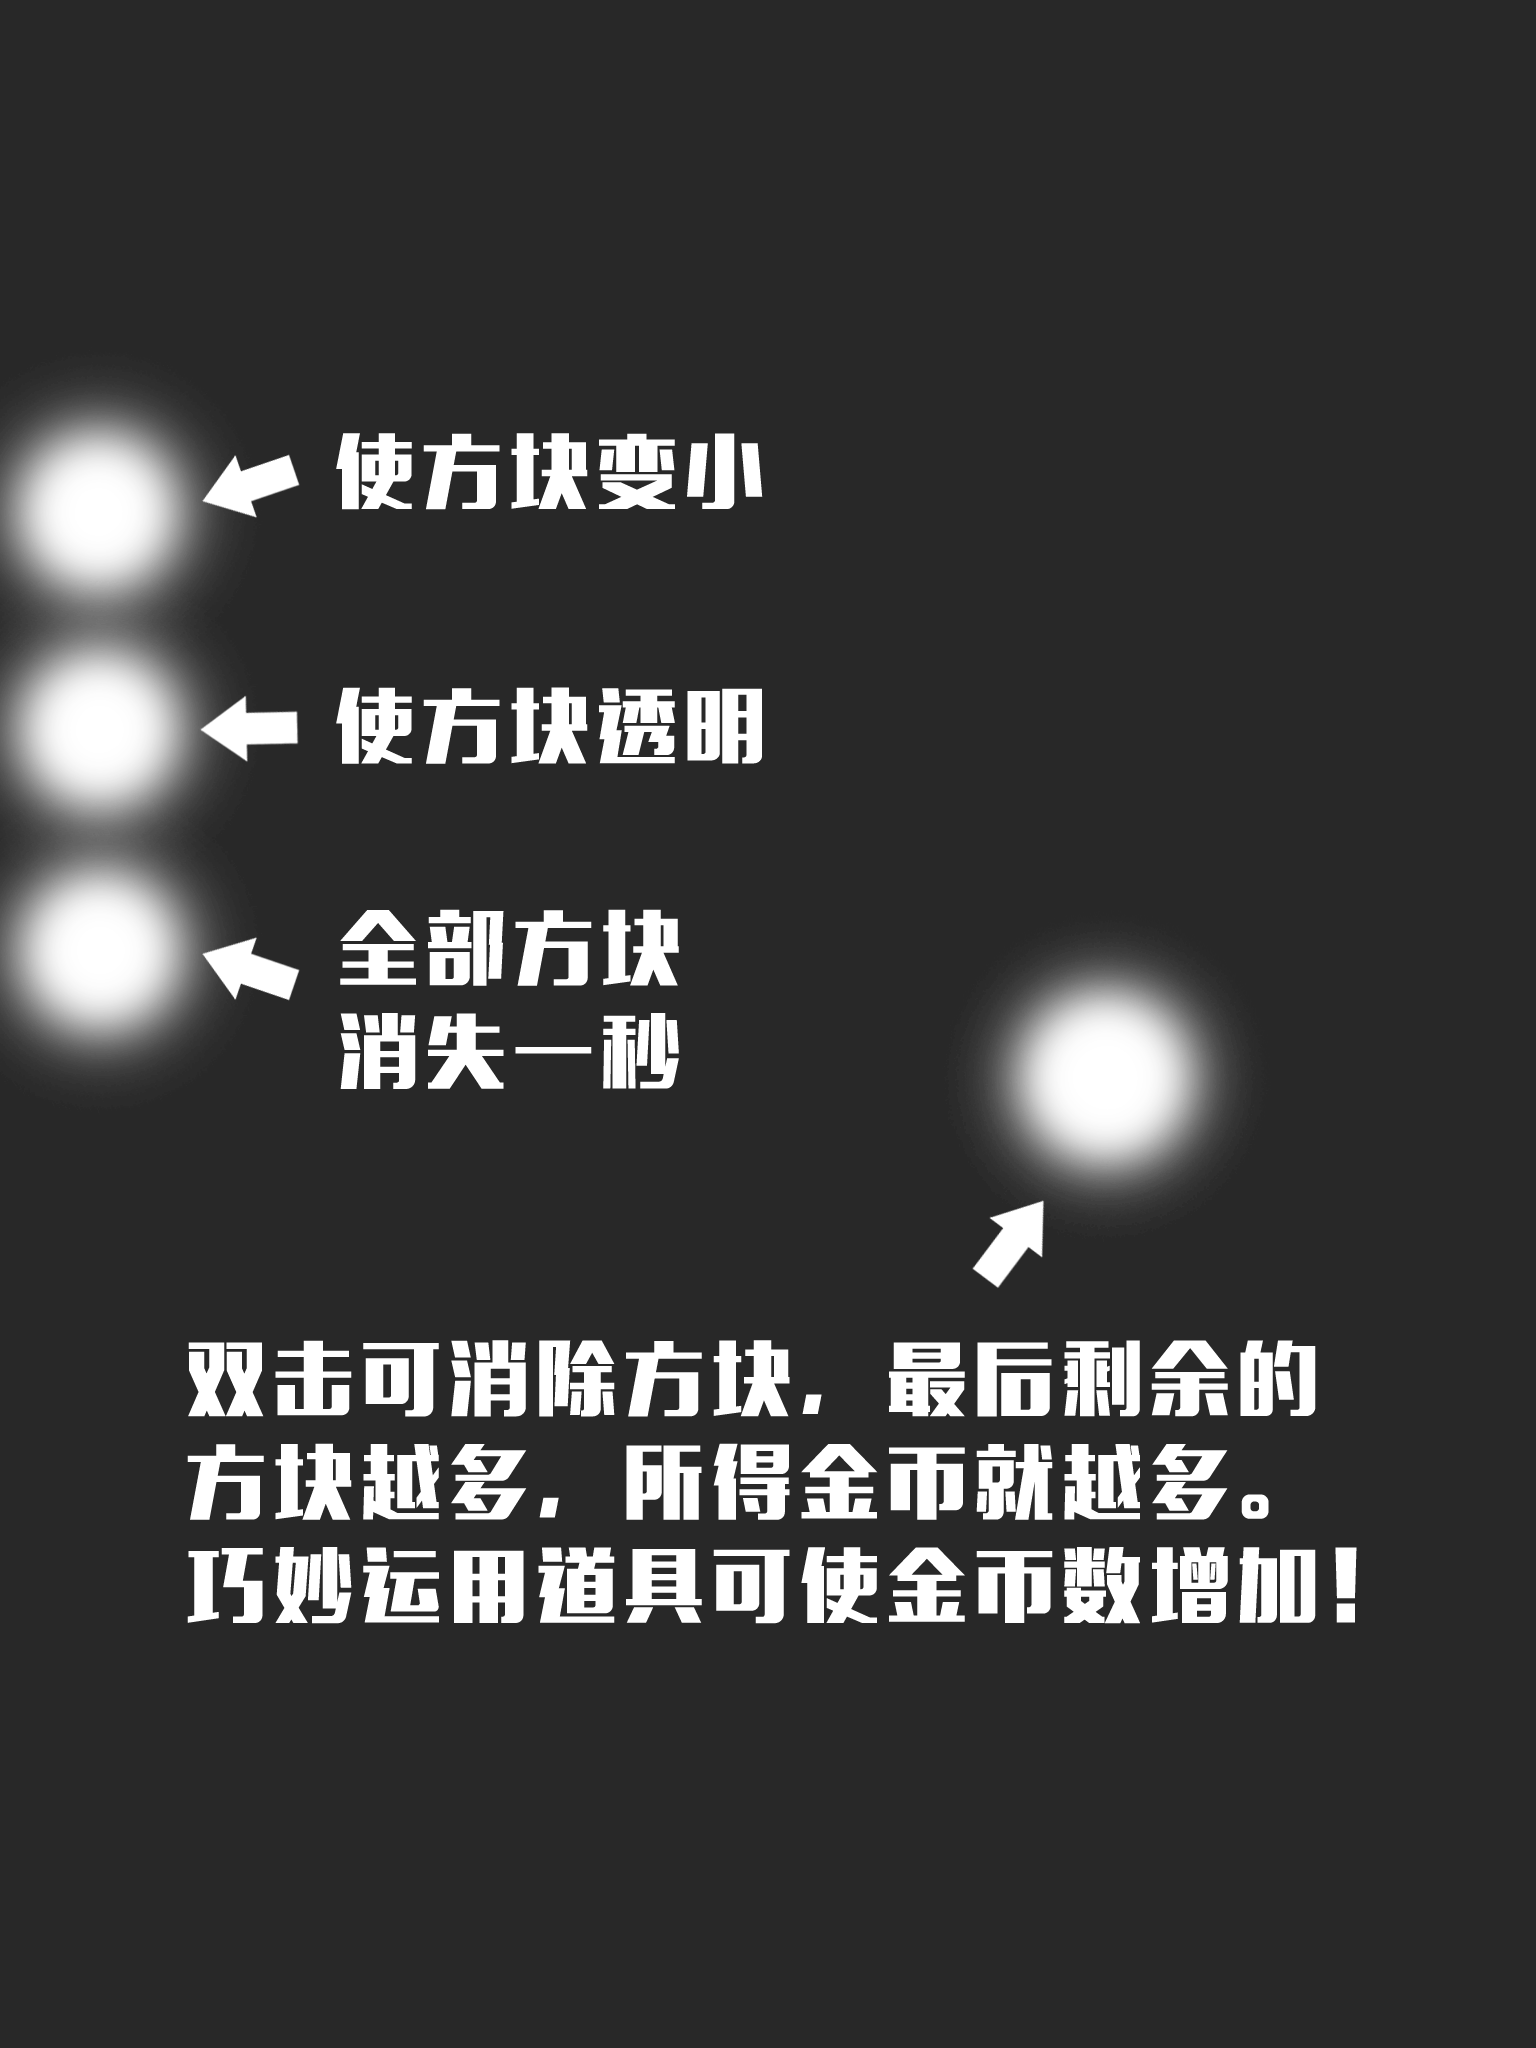 使方块变小
使方块透明
全部方块
消失一秒
双击可消除方块，最后剩余的
方块越多，所得金币就越多。
巧妙运用道具可使金币数增加！